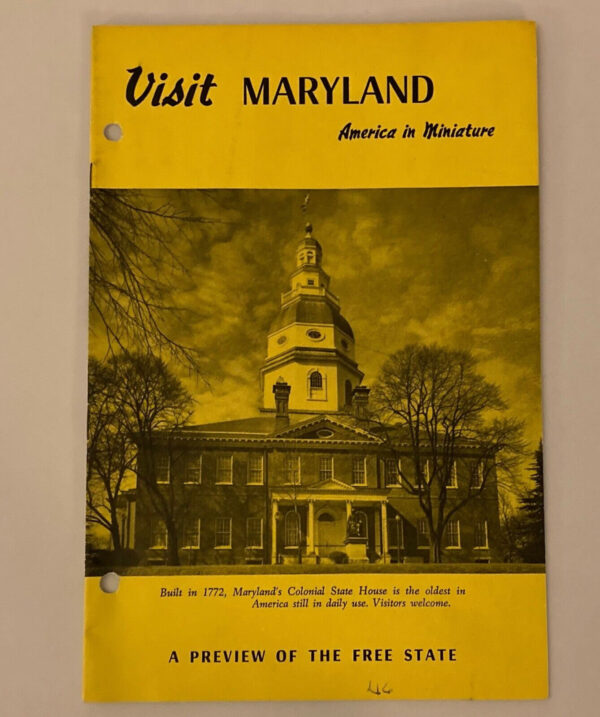 Visit MARYLAND
America in Miniature
Built in 1772, Maryland's Colonial State House is the oldest in
America still in daily use. Visitors welcome.
A PREVIEW OF THE FREE STATE